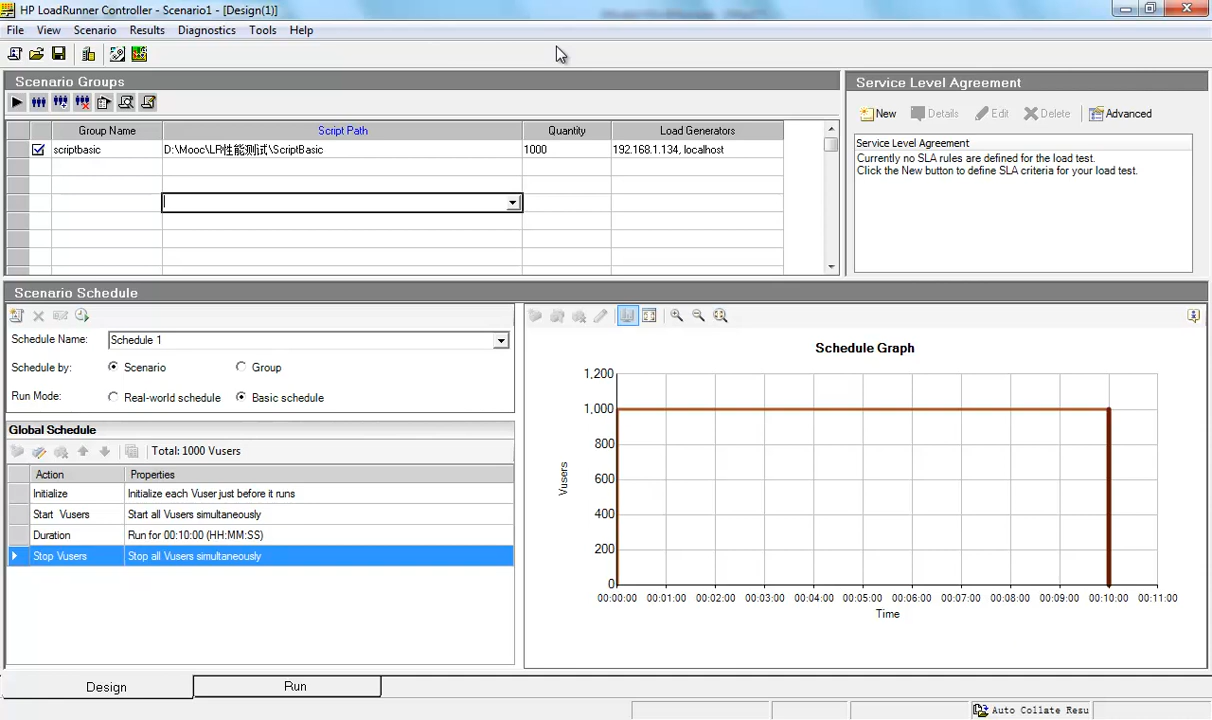 HP LoadRunner Controller - Scenario1 - [Design(1)]
File View Scenario Results Diagnostics Tools Help
Scenario Groups
Group Name Script Path Quantity Load Generators
scriptbasic D:\Mooc\LR性能测试\ScriptBasic 1000 192.168.1.134, localhost
Service Level Agreement
New Details Edit Delete Advanced
Service Level Agreement
Currently no SLA rules are defined for the load test.
Click the New button to define SLA criteria for your load test.
Scenario Schedule
Schedule Name: Schedule 1
Schedule by: Scenario Group
Run Mode: Real-world schedule Basic schedule
Global Schedule
Total: 1000 Vusers
Action Properties
Initialize Initialize each Vuser just before it runs
Start Vusers Start all Vusers simultaneously
Duration Run for 00:10:00 (HH:MM:SS)
Stop Vusers Stop all Vusers simultaneously
Schedule Graph
1,200
1,000
800
600
400
200
0
Vusers
00:00:00 00:01:00 00:02:00 00:03:00 00:04:00 00:05:00 00:06:00 00:07:00 00:08:00 00:09:00 00:10:00 00:11:00
Time
Design Run
Auto Collate Resu